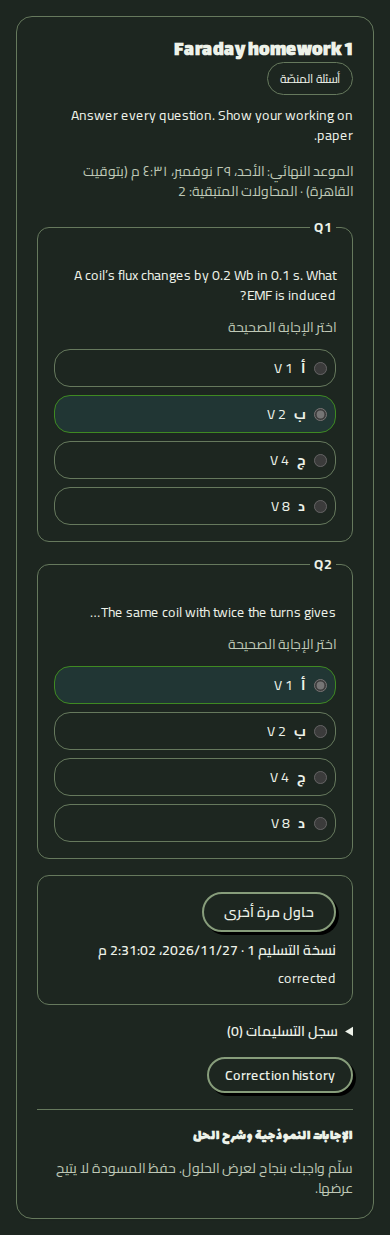 Faraday homework 1
أسئلة المنصّة
Answer every question. Show your working on
paper.
الموعد النهائي: الأحد، ٢٩ نوفمبر، ٤:٣١ م (بتوقيت
القاهرة) · المحاولات المتبقية: 2
Q1
A coil's flux changes by 0.2 Wb in 0.1 s. What
EMF is induced?
اختر الإجابة الصحيحة
أ 1 V
ب 2 V
ج 4 V
د 8 V
Q2
The same coil with twice the turns gives...
اختر الإجابة الصحيحة
أ 1 V
ب 2 V
ج 4 V
د 8 V
حاول مرة أخرى
نسخة التسليم 1 · 2026/11/27، 2:31:02 م
corrected
سجل التسليمات (0)
Correction history
الإجابات النموذجية وشرح الحل
سلّم واجبك بنجاح لعرض الحلول. حفظ المسودة لا يتيح
عرضها.